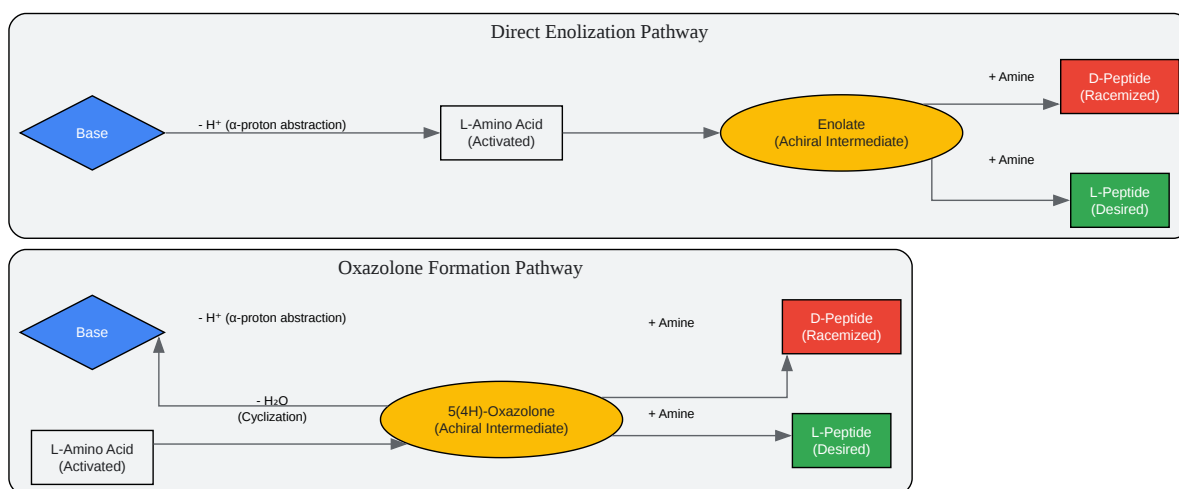 Direct Enolization Pathway
Base
- H⁺ (α-proton abstraction)
L-Amino Acid
(Activated)
Enolate
(Achiral Intermediate)
+ Amine
D-Peptide
(Racemized)
+ Amine
L-Peptide
(Desired)
Oxazolone Formation Pathway
Base
- H⁺ (α-proton abstraction)
+ Amine
D-Peptide
(Racemized)
- H₂O
(Cyclization)
5(4H)-Oxazolone
(Achiral Intermediate)
+ Amine
L-Peptide
(Desired)
L-Amino Acid
(Activated)